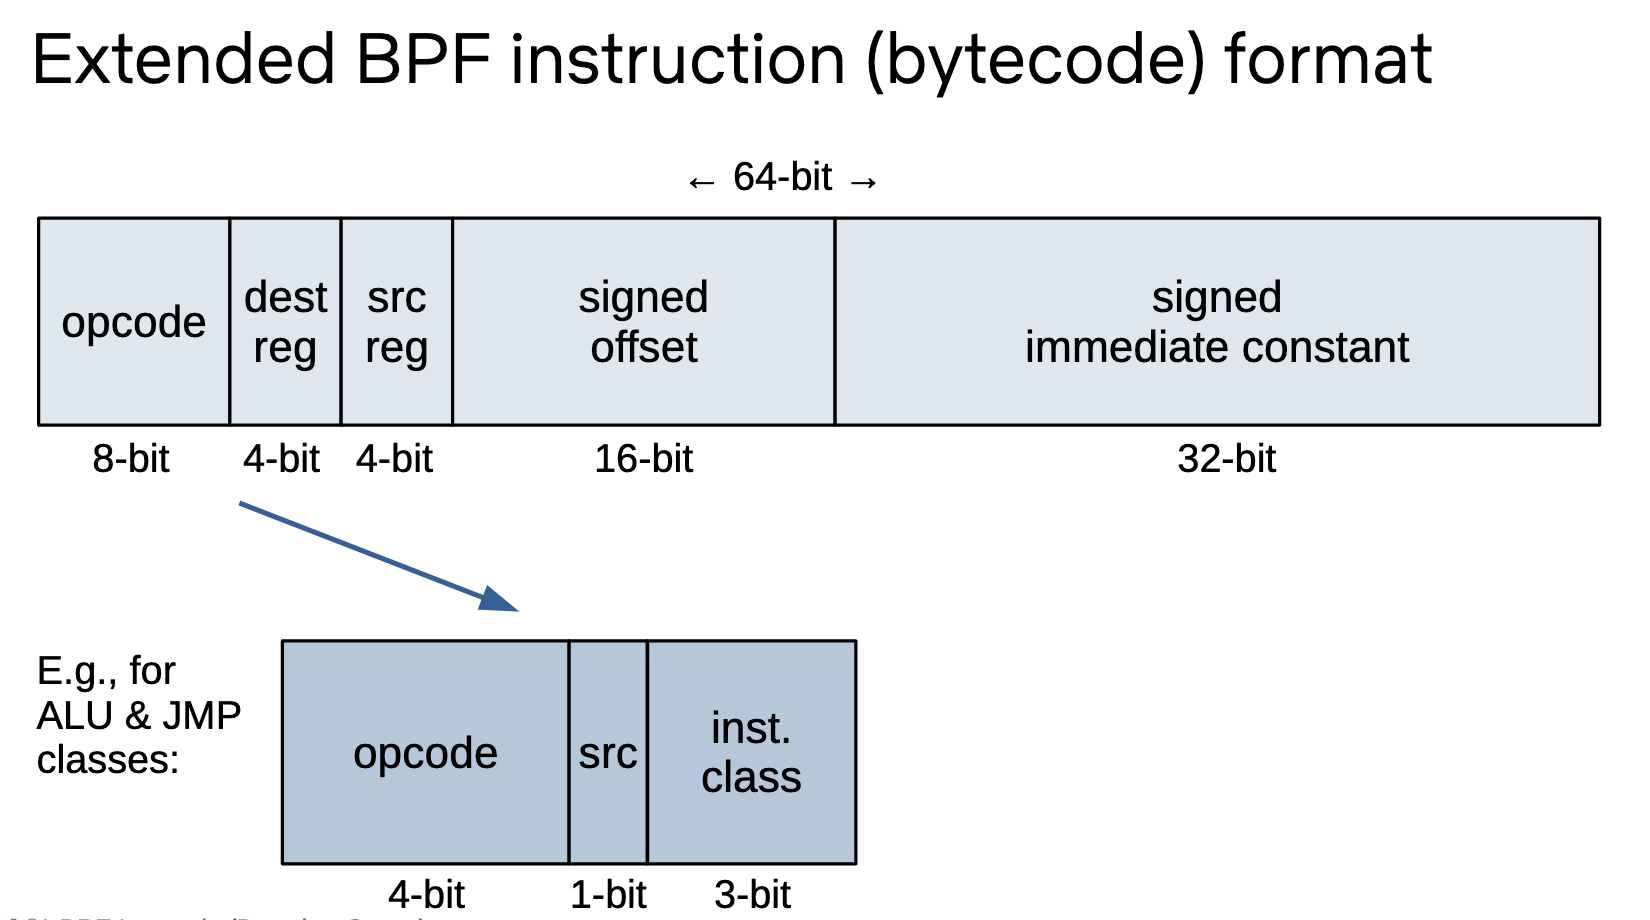 Extended BPF instruction (bytecode) format
← 64-bit →
opcode
dest
reg
src
reg
signed
offset
signed
immediate constant
8-bit
4-bit
4-bit
16-bit
32-bit
E.g., for
ALU & JMP
classes:
opcode
src
inst.
class
4-bit
1-bit
3-bit